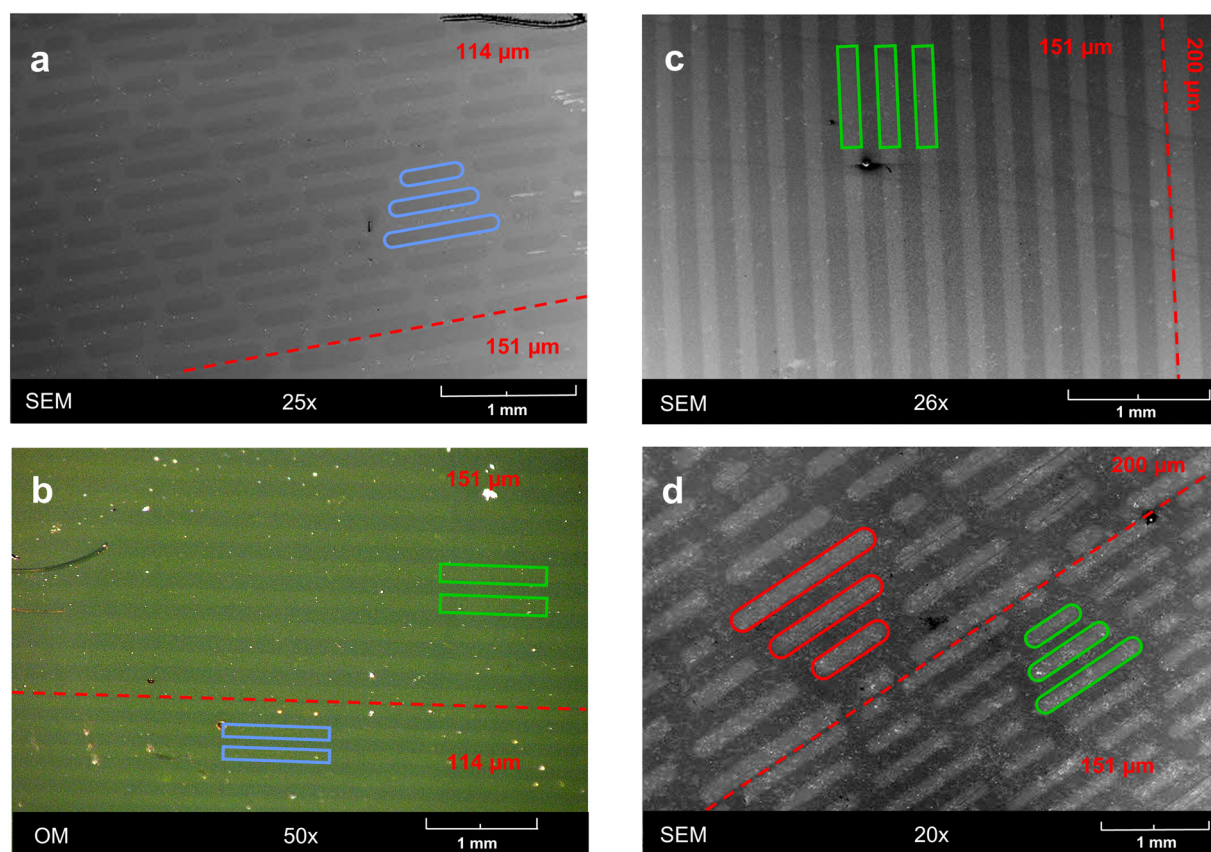 a
114 µm
151 µm
SEM
25x
1 mm
c
151 µm
200 µm
SEM
26x
1 mm
b
151 µm
114 µm
OM
50x
1 mm
d
200 µm
151 µm
SEM
20x
1 mm